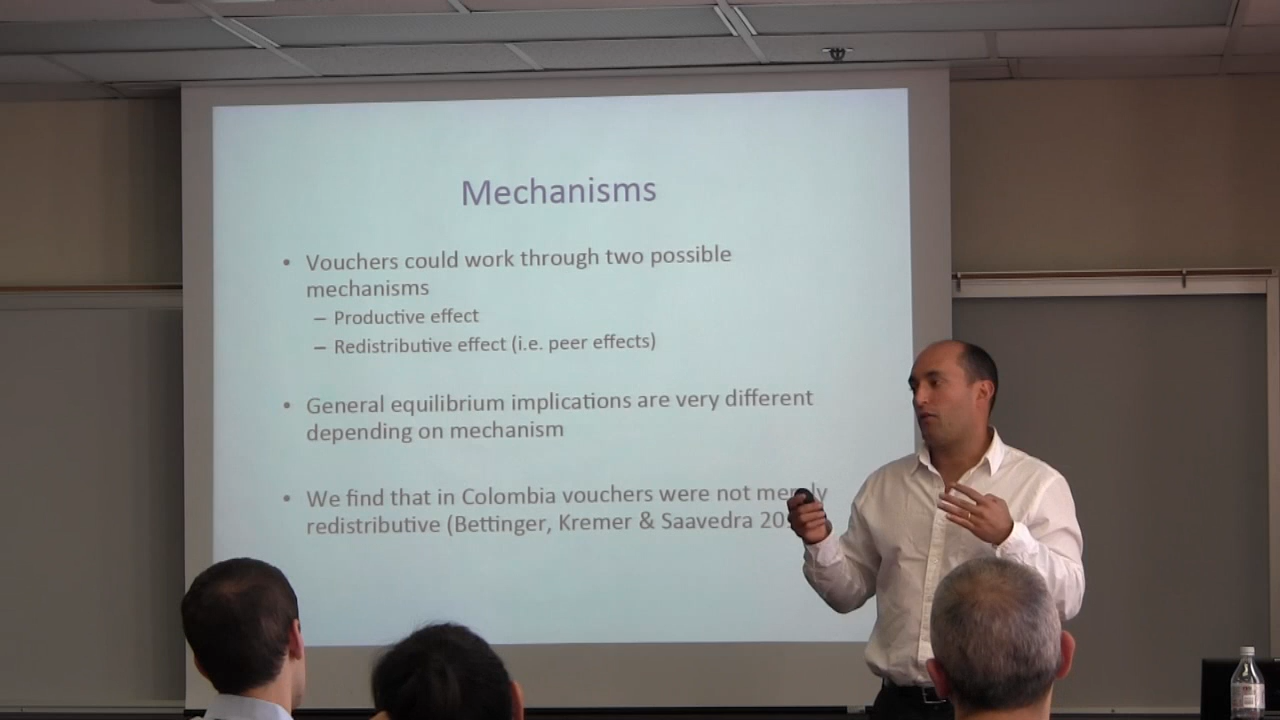 Mechanisms
• Vouchers could work through two possible
mechanisms
– Productive effect
– Redistributive effect (i.e. peer effects)
• General equilibrium implications are very different
depending on mechanism
• We find that in Colombia vouchers were not merely
redistributive (Bettinger, Kremer & Saavedra